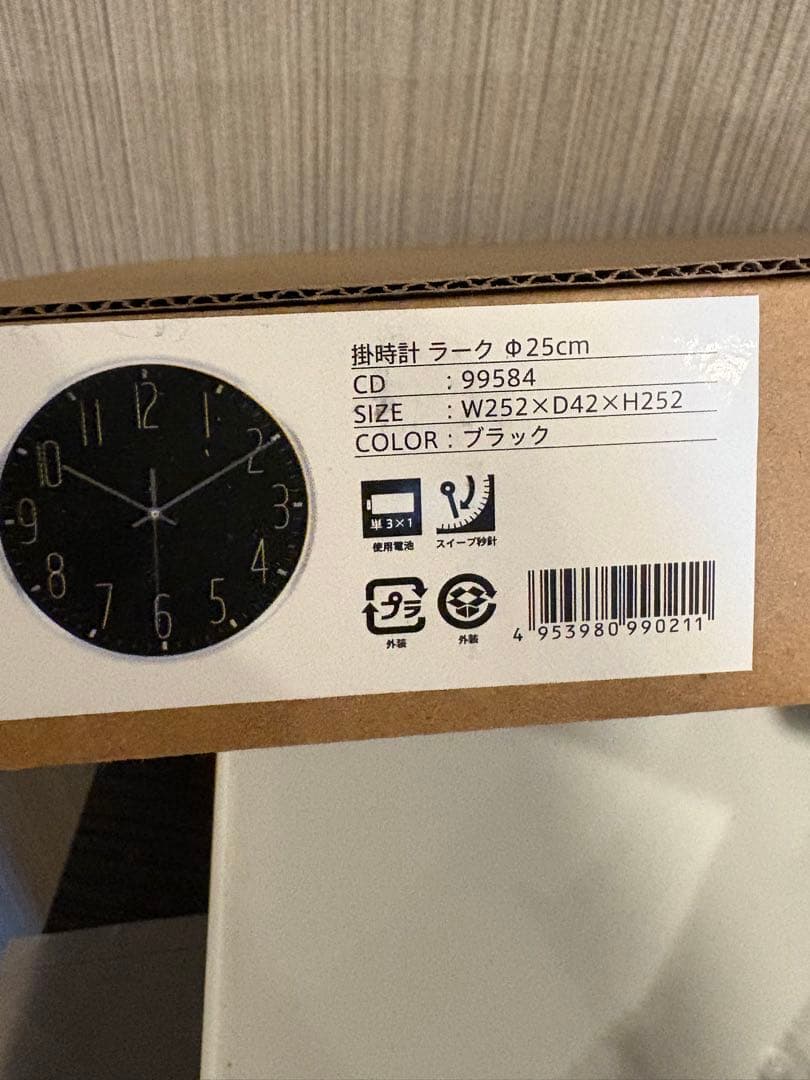 掛時計 ラーク Φ25cm
CD : 99584
SIZE : W252×D42×H252
COLOR : ブラック
単3×1
使用電池
スイープ秒針
プラ
外装
外装
4 953980 990211
12
11
10
2
9
3
8
4
7
6
5